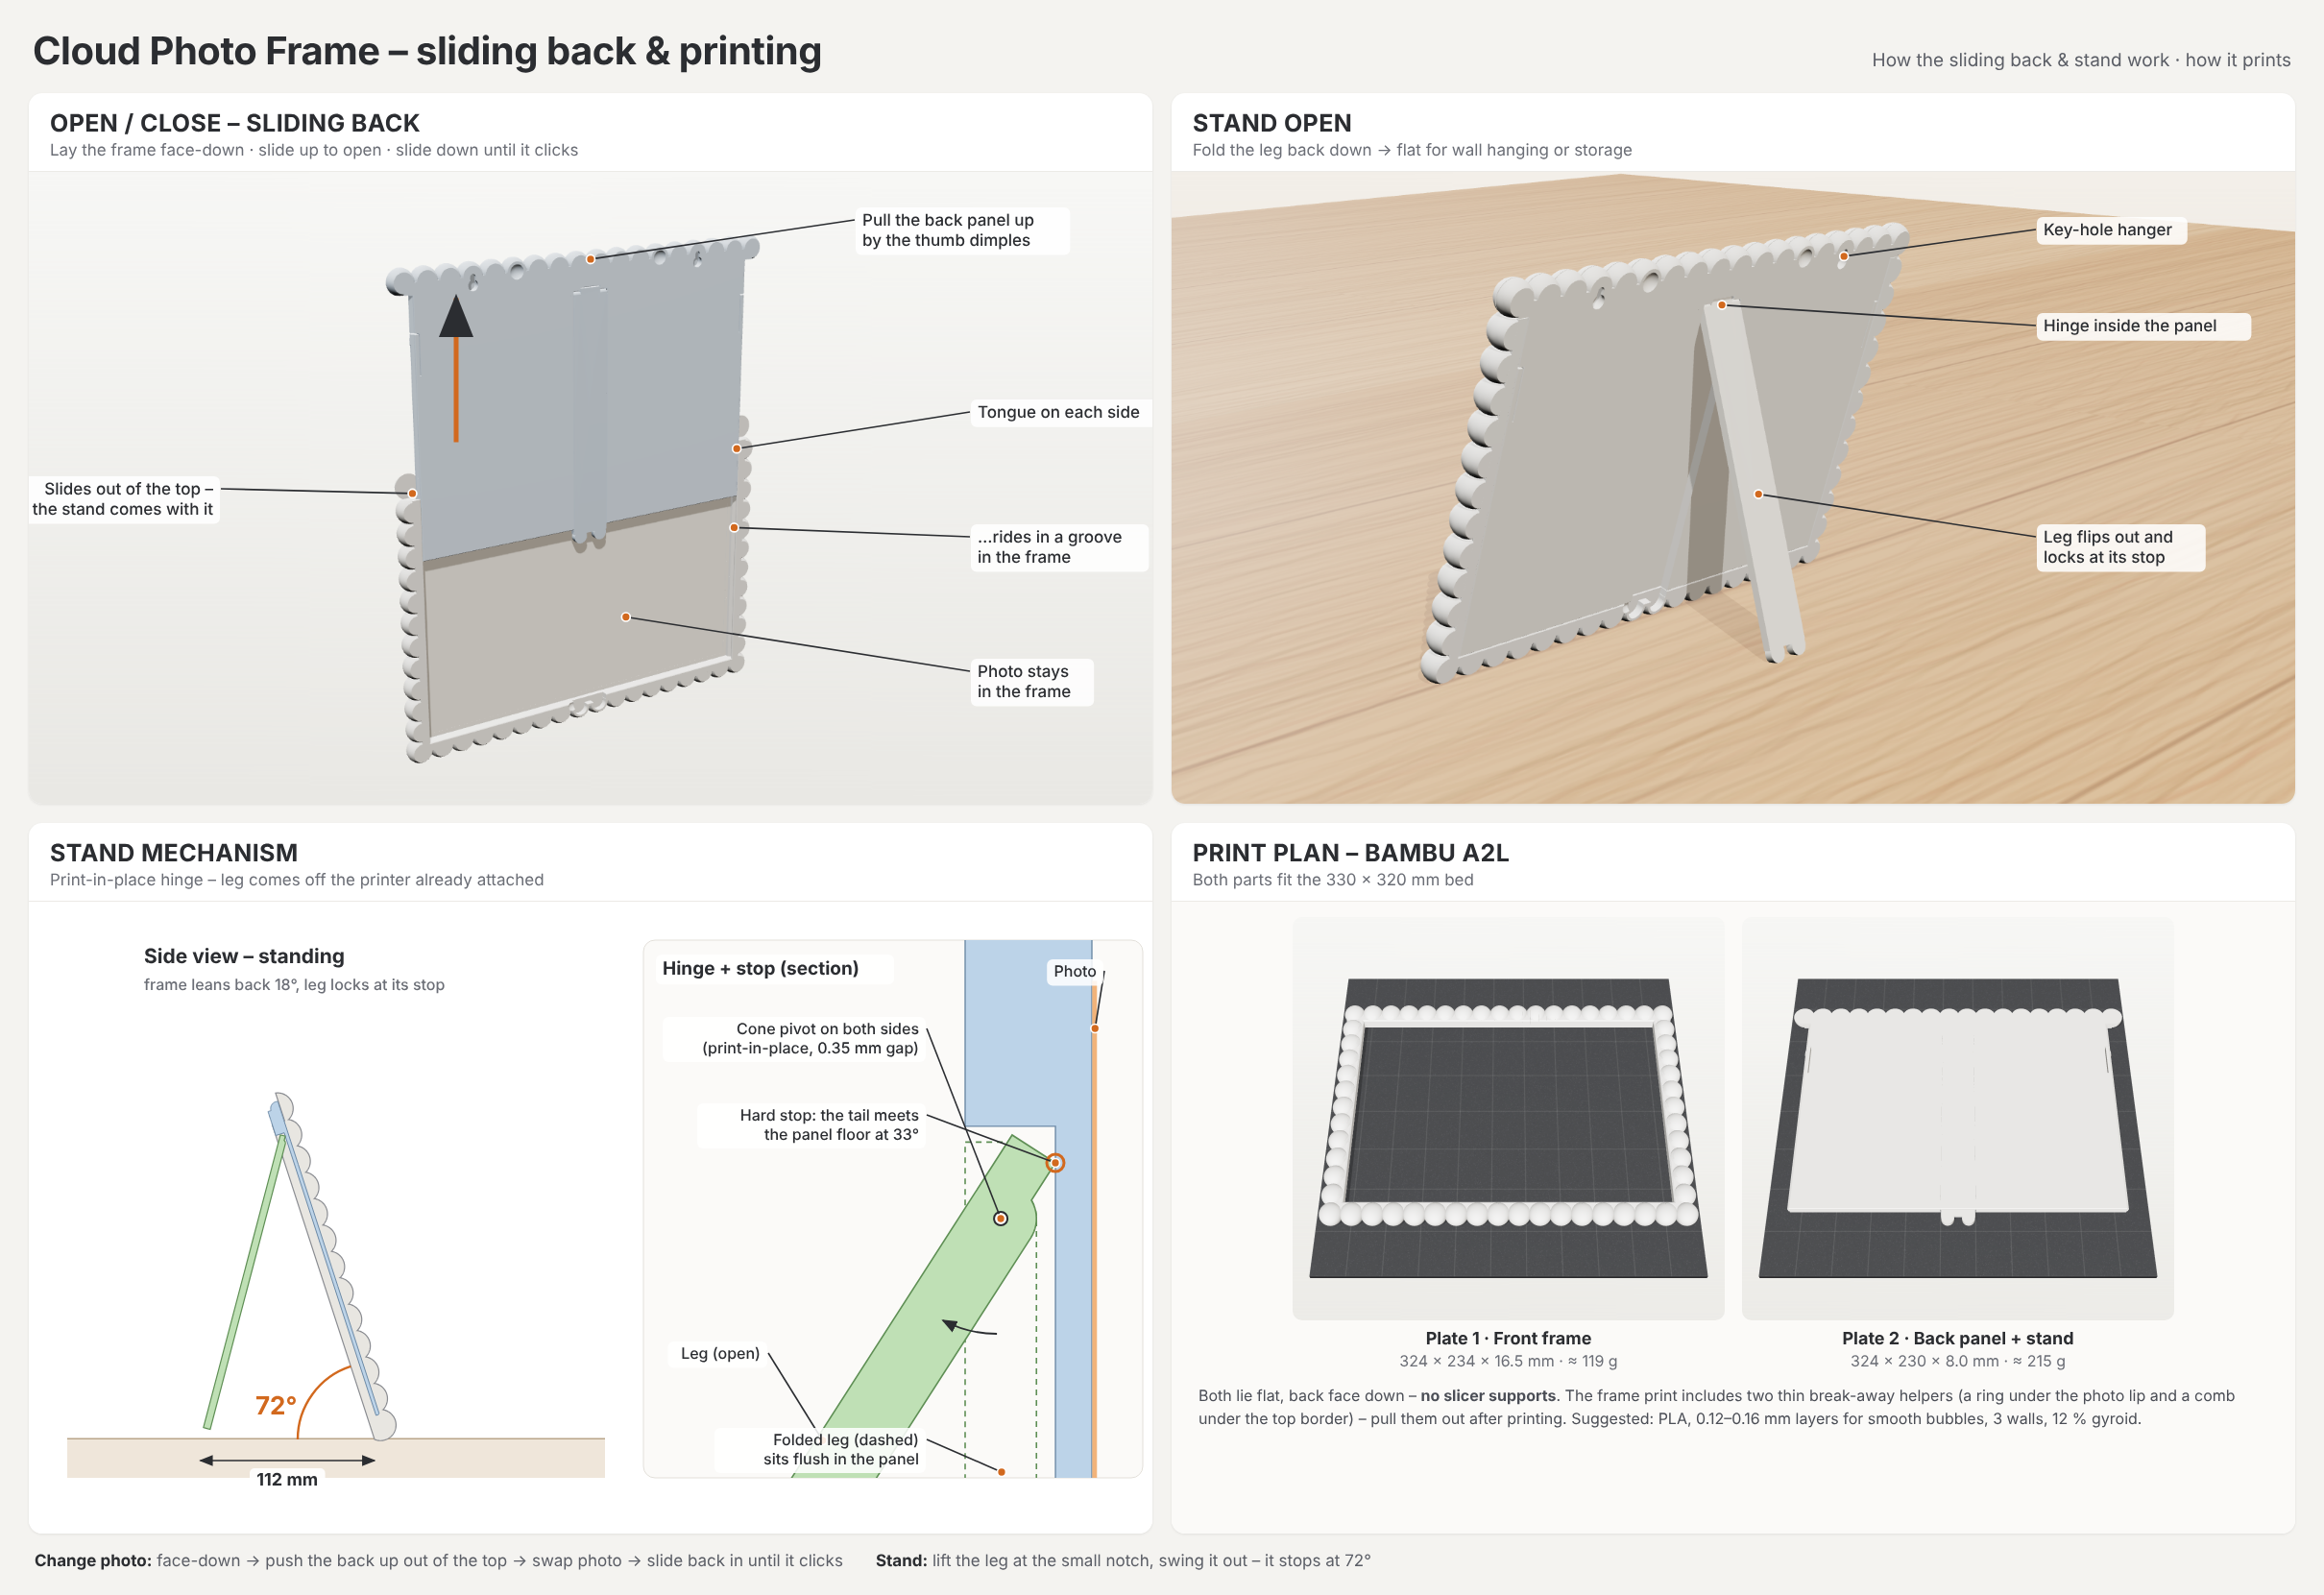 Cloud Photo Frame – sliding back & printing
How the sliding back & stand work · how it prints
OPEN / CLOSE – SLIDING BACK
Lay the frame face-down · slide up to open · slide down until it clicks
Pull the back panel up
by the thumb dimples
Tongue on each side
Slides out of the top –
the stand comes with it
...rides in a groove
in the frame
Photo stays
in the frame
STAND OPEN
Fold the leg back down → flat for wall hanging or storage
Key-hole hanger
Hinge inside the panel
Leg flips out and
locks at its stop
STAND MECHANISM
Print-in-place hinge – leg comes off the printer already attached
Side view – standing
frame leans back 18°, leg locks at its stop
72°
112 mm
Hinge + stop (section)
Photo
Cone pivot on both sides
(print-in-place, 0.35 mm gap)
Hard stop: the tail meets
the panel floor at 33°
Leg (open)
Folded leg (dashed)
sits flush in the panel
PRINT PLAN – BAMBU A2L
Both parts fit the 330 × 320 mm bed
Plate 1 · Front frame
324 × 234 × 16.5 mm · ≈ 119 g
Plate 2 · Back panel + stand
324 × 230 × 8.0 mm · ≈ 215 g
Both lie flat, back face down – no slicer supports. The frame print includes two thin break-away helpers (a ring under the photo lip and a comb
under the top border) – pull them out after printing. Suggested: PLA, 0.12–0.16 mm layers for smooth bubbles, 3 walls, 12 % gyroid.
Change photo: face-down → push the back up out of the top → swap photo → slide back in until it clicks
Stand: lift the leg at the small notch, swing it out – it stops at 72°